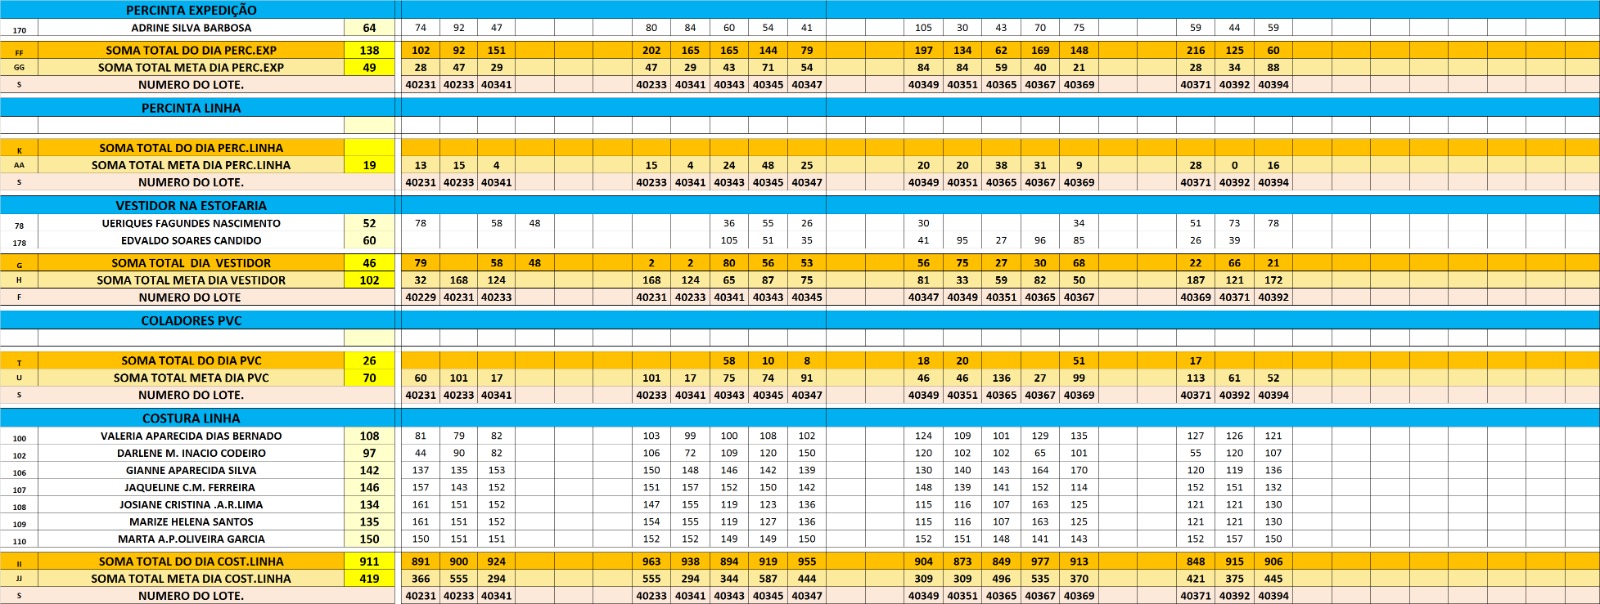 PERCINTA EXPEDIÇÃO
170 ADRINE SILVA BARBOSA 64 74 92 47 80 84 60 54 41 105 30 43 70 75 59 44 59
FF SOMA TOTAL DO DIA PERC.EXP 138 102 92 151 202 165 165 144 79 197 134 62 169 148 216 125 60
GG SOMA TOTAL META DIA PERC.EXP 49 28 47 29 47 29 43 71 54 84 84 59 40 21 28 34 88
S NUMERO DO LOTE. 40231 40233 40341 40233 40341 40343 40345 40347 40349 40351 40365 40367 40369 40371 40392 40394
PERCINTA LINHA
K SOMA TOTAL DO DIA PERC.LINHA
AA SOMA TOTAL META DIA PERC.LINHA 19 13 15 4 15 4 24 48 25 20 20 38 31 9 28 0 16
S NUMERO DO LOTE. 40231 40233 40341 40233 40341 40343 40345 40347 40349 40351 40365 40367 40369 40371 40392 40394
VESTIDOR NA ESTOFARIA
78 UERIQUES FAGUNDES NASCIMENTO 52 78 58 48 36 55 26 30 34 51 73 78
178 EDVALDO SOARES CANDIDO 60 105 51 35 41 95 27 96 85 26 39
G SOMA TOTAL DIA VESTIDOR 46 79 58 48 2 2 80 56 53 56 75 27 30 68 22 66 21
H SOMA TOTAL META DIA VESTIDOR 102 32 168 124 168 124 65 87 75 81 33 59 82 50 187 121 172
F NUMERO DO LOTE 40229 40231 40233 40231 40233 40341 40343 40345 40347 40349 40351 40365 40367 40369 40371 40392
COLADORES PVC
T SOMA TOTAL DO DIA PVC 26 58 10 8 18 20 51 17
U SOMA TOTAL META DIA PVC 70 60 101 17 101 17 75 74 91 46 46 136 27 99 113 61 52
S NUMERO DO LOTE. 40231 40233 40341 40233 40341 40343 40345 40347 40349 40351 40365 40367 40369 40371 40392 40394
COSTURA LINHA
100 VALERIA APARECIDA DIAS BERNADO 108 81 79 82 103 99 100 108 102 124 109 101 129 135 127 126 121
102 DARLENE M. INACIO CODEIRO 97 44 90 82 106 72 109 120 150 120 102 102 65 101 55 120 107
106 GIANNE APARECIDA SILVA 142 137 135 153 150 148 146 142 139 130 140 143 164 170 120 119 136
107 JAQUELINE C.M. FERREIRA 146 157 143 152 151 157 152 150 142 148 139 141 152 114 152 151 132
108 JOSIANE CRISTINA .A.R.LIMA 134 161 151 152 147 155 119 123 136 115 116 107 163 125 121 121 130
109 MARIZE HELENA SANTOS 135 161 151 152 154 155 119 127 136 115 116 107 163 125 121 121 130
110 MARTA A.P.OLIVEIRA GARCIA 150 150 151 151 152 152 149 149 150 152 151 148 141 143 152 157 150
II SOMA TOTAL DO DIA COST.LINHA 911 891 900 924 963 938 894 919 955 904 873 849 977 913 848 915 906
JJ SOMA TOTAL META DIA COST.LINHA 419 366 555 294 555 294 344 587 444 309 309 496 535 370 421 375 445
S NUMERO DO LOTE. 40231 40233 40341 40233 40341 40343 40345 40347 40349 40351 40365 40367 40369 40371 40392 40394